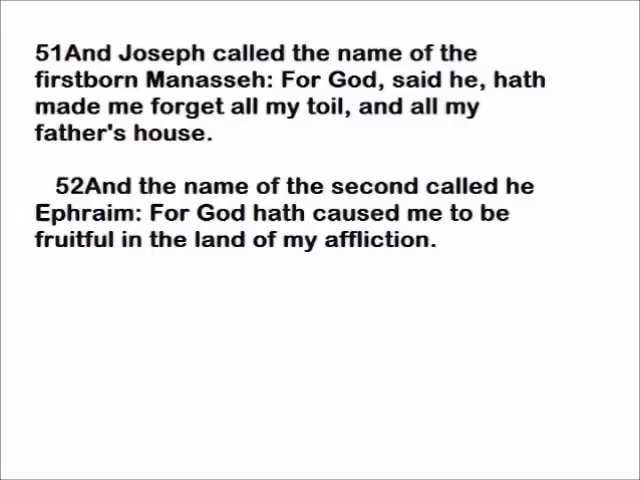 51And Joseph called the name of the
firstborn Manasseh: For God, said he, hath
made me forget all my toil, and all my
father's house.
52And the name of the second called he
Ephraim: For God hath caused me to be
fruitful in the land of my affliction.